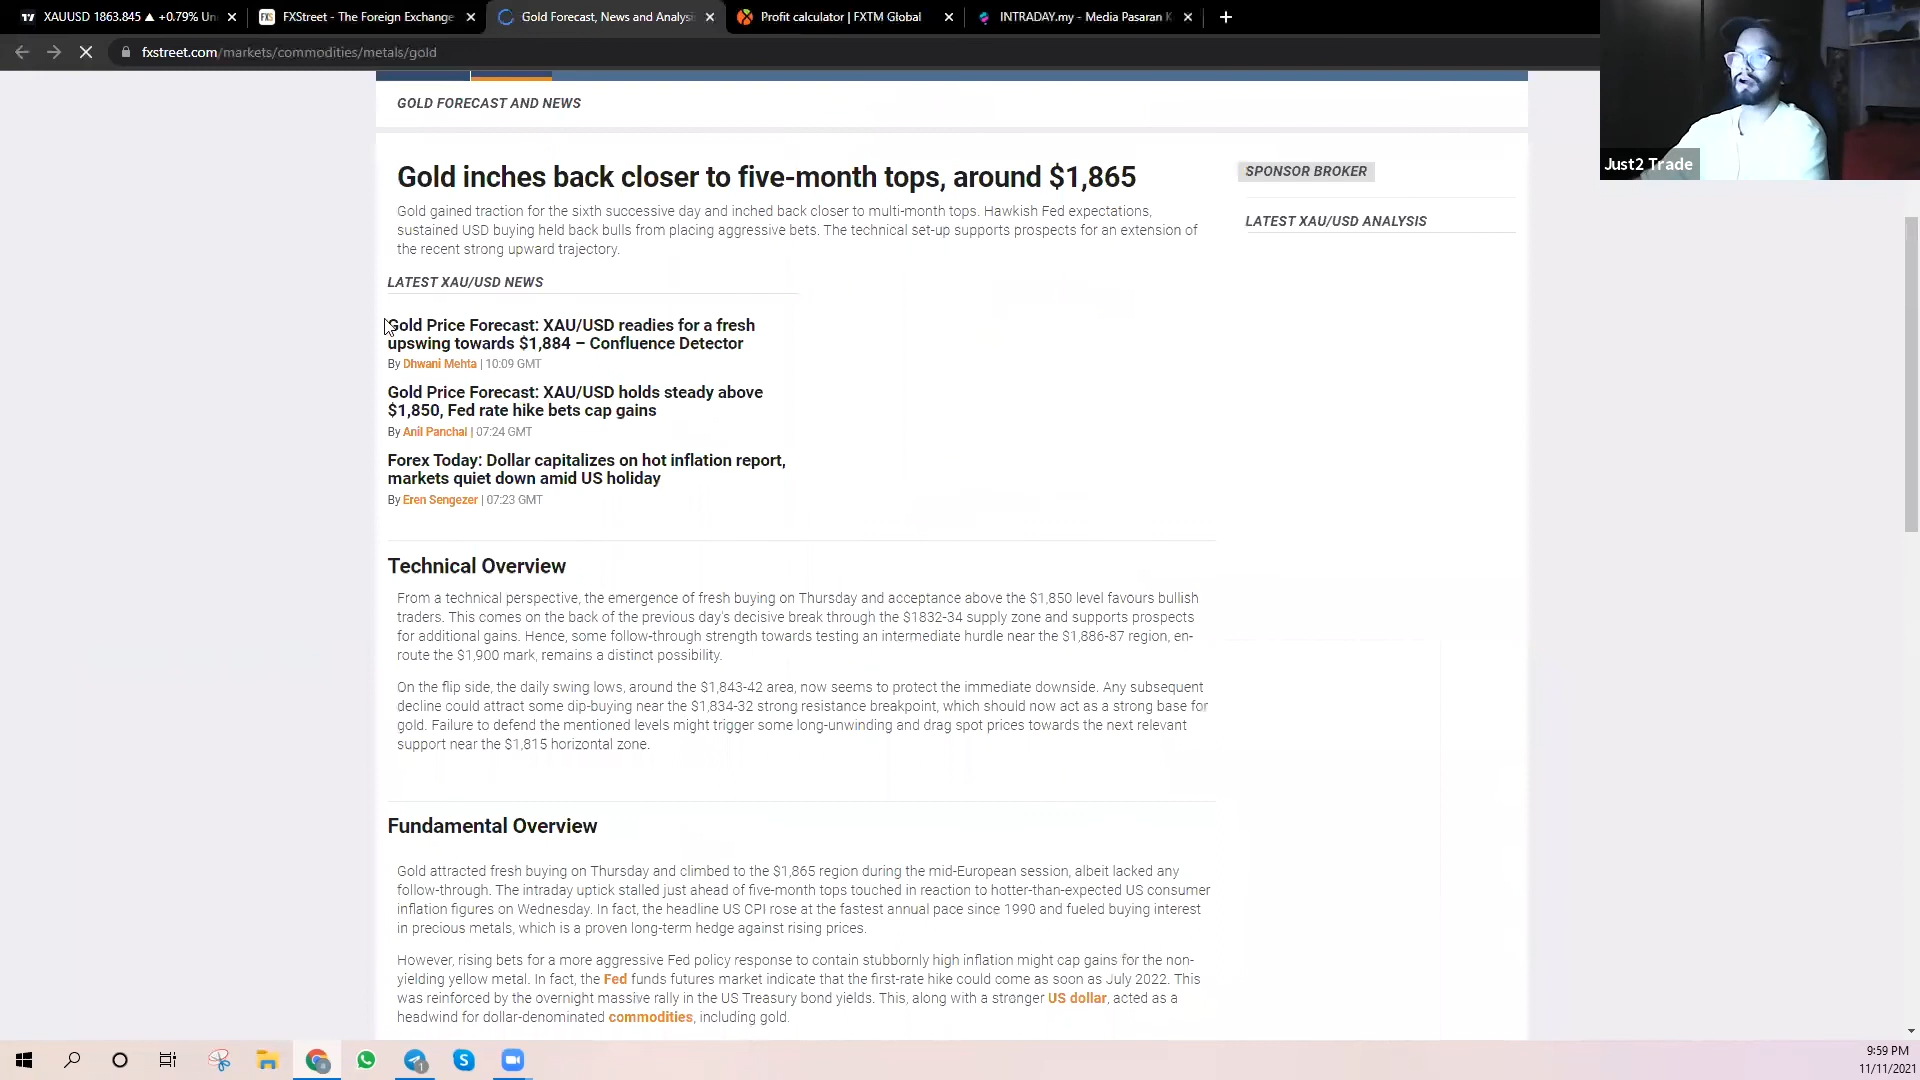 XAUUSD 1863.845 ▲ +0.79% Un
FXStreet - The Foreign Exchange
Gold Forecast, News and Analysi
Profit calculator | FXTM Global
INTRADAY.my - Media Pasaran K
fxstreet.com/markets/commodities/metals/gold
Just2 Trade
GOLD FORECAST AND NEWS
Gold inches back closer to five-month tops, around $1,865
Gold gained traction for the sixth successive day and inched back closer to multi-month tops. Hawkish Fed expectations,
sustained USD buying held back bulls from placing aggressive bets. The technical set-up supports prospects for an extension of
the recent strong upward trajectory.
SPONSOR BROKER
LATEST XAU/USD ANALYSIS
LATEST XAU/USD NEWS
Gold Price Forecast: XAU/USD readies for a fresh
upswing towards $1,884 – Confluence Detector
By Dhwani Mehta | 10:09 GMT
Gold Price Forecast: XAU/USD holds steady above
$1,850, Fed rate hike bets cap gains
By Anil Panchal | 07:24 GMT
Forex Today: Dollar capitalizes on hot inflation report,
markets quiet down amid US holiday
By Eren Sengezer | 07:23 GMT
Technical Overview
From a technical perspective, the emergence of fresh buying on Thursday and acceptance above the $1,850 level favours bullish
traders. This comes on the back of the previous day's decisive break through the $1832-34 supply zone and supports prospects
for additional gains. Hence, some follow-through strength towards testing an intermediate hurdle near the $1,886-87 region, en-
route the $1,900 mark, remains a distinct possibility.
On the flip side, the daily swing lows, around the $1,843-42 area, now seems to protect the immediate downside. Any subsequent
decline could attract some dip-buying near the $1,834-32 strong resistance breakpoint, which should now act as a strong base for
gold. Failure to defend the mentioned levels might trigger some long-unwinding and drag spot prices towards the next relevant
support near the $1,815 horizontal zone.
Fundamental Overview
Gold attracted fresh buying on Thursday and climbed to the $1,865 region during the mid-European session, albeit lacked any
follow-through. The intraday uptick stalled just ahead of five-month tops touched in reaction to hotter-than-expected US consumer
inflation figures on Wednesday. In fact, the headline US CPI rose at the fastest annual pace since 1990 and fueled buying interest
in precious metals, which is a proven long-term hedge against rising prices.
However, rising bets for a more aggressive Fed policy response to contain stubbornly high inflation might cap gains for the non-
yielding yellow metal. In fact, the Fed funds futures market indicate that the first-rate hike could come as soon as July 2022. This
was reinforced by the overnight massive rally in the US Treasury bond yields. This, along with a stronger US dollar, acted as a
headwind for dollar-denominated commodities, including gold.
9:59 PM
11/11/2021